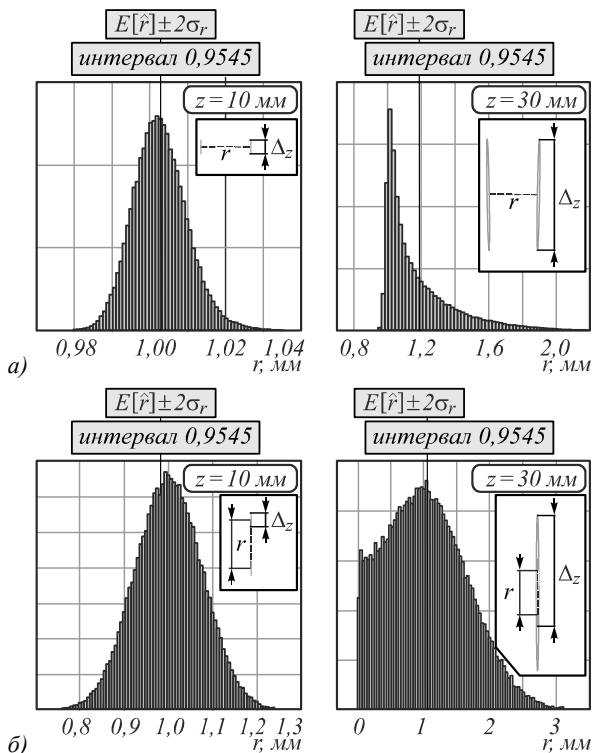 E[r̂]±2σr E[r̂]±2σr
интервал 0,9545 интервал 0,9545
z = 10 мм z = 30 мм
r Δz r Δz
0,98 1,00 1,02 1,04 0,8 1,2 1,6 2,0
а) r, мм r, мм
E[r̂]±2σr E[r̂]±2σr
интервал 0,9545 интервал 0,9545
z = 10 мм z = 30 мм
r Δz r Δz
0,8 0,9 1,0 1,1 1,2 1,3 0 1 2 3
б) r, мм r, мм